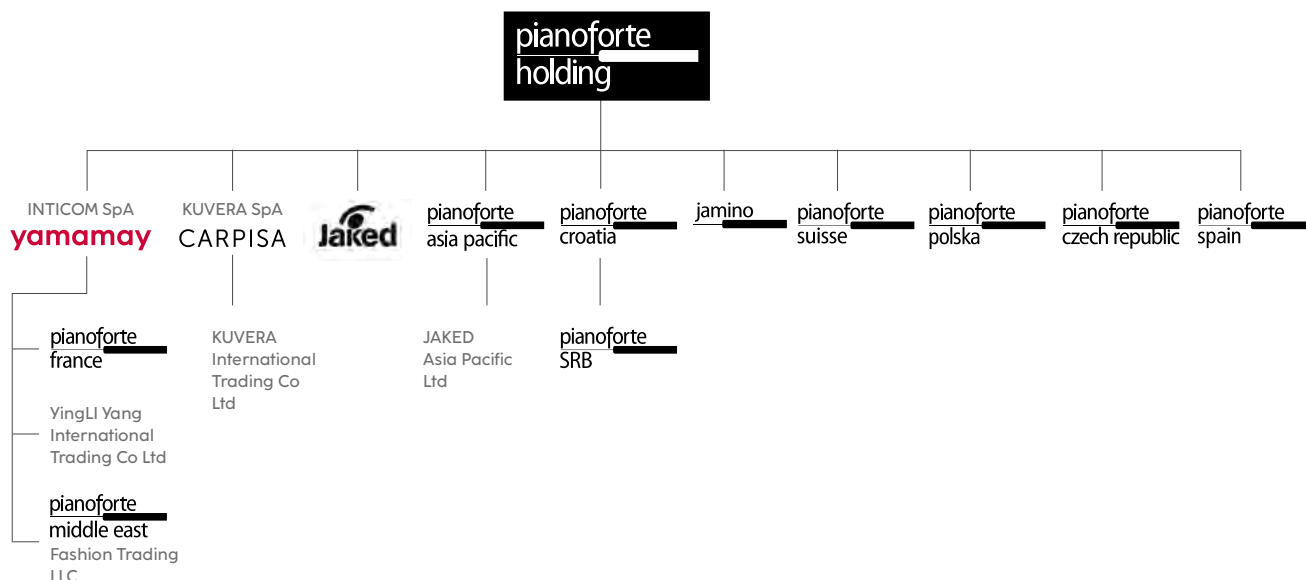 pianoforte
holding
INTICOM SpA
yamamay
KUVERA SpA
CARPISA
Jaked
pianoforte
asia pacific
pianoforte
croatia
jamino
pianoforte
suisse
pianoforte
polska
pianoforte
czech republic
pianoforte
spain
pianoforte
france
YingLI Yang
International
Trading Co Ltd
pianoforte
middle east
Fashion Trading
LLC
KUVERA
International
Trading Co
Ltd
JAKED
Asia Pacific
Ltd
pianoforte
SRB